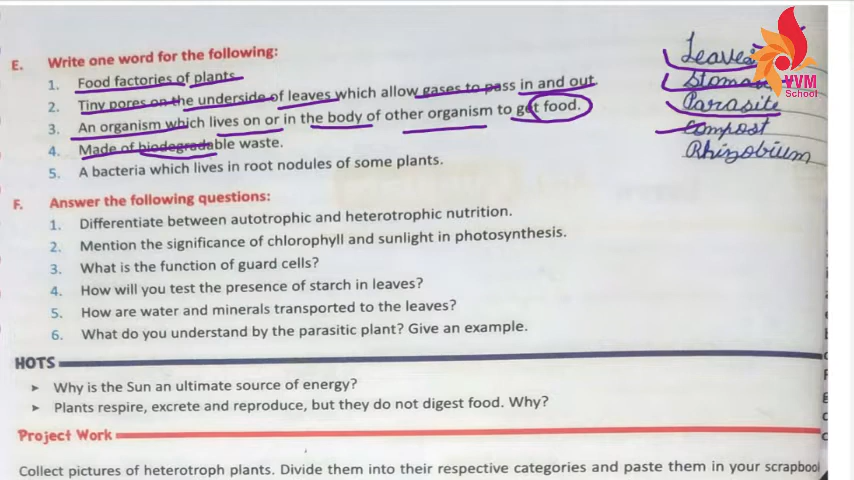 E. Write one word for the following:
1. Food factories of plants Leaves
2. Tiny pores on the underside of leaves which allow gases to pass in and out
3. An organism which lives on or in the body of other organism to get food. Parasite
4. Made of biodegradable waste. Compost
5. A bacteria which lives in root nodules of some plants. Rhizobium
YVM
School
F. Answer the following questions:
1. Differentiate between autotrophic and heterotrophic nutrition.
2. Mention the significance of chlorophyll and sunlight in photosynthesis.
3. What is the function of guard cells?
4. How will you test the presence of starch in leaves?
5. How are water and minerals transported to the leaves?
6. What do you understand by the parasitic plant? Give an example.
HOTS
➤ Why is the Sun an ultimate source of energy?
➤ Plants respire, excrete and reproduce, but they do not digest food. Why?
Project Work
Collect pictures of heterotroph plants. Divide them into their respective categories and paste them in your scrapboo